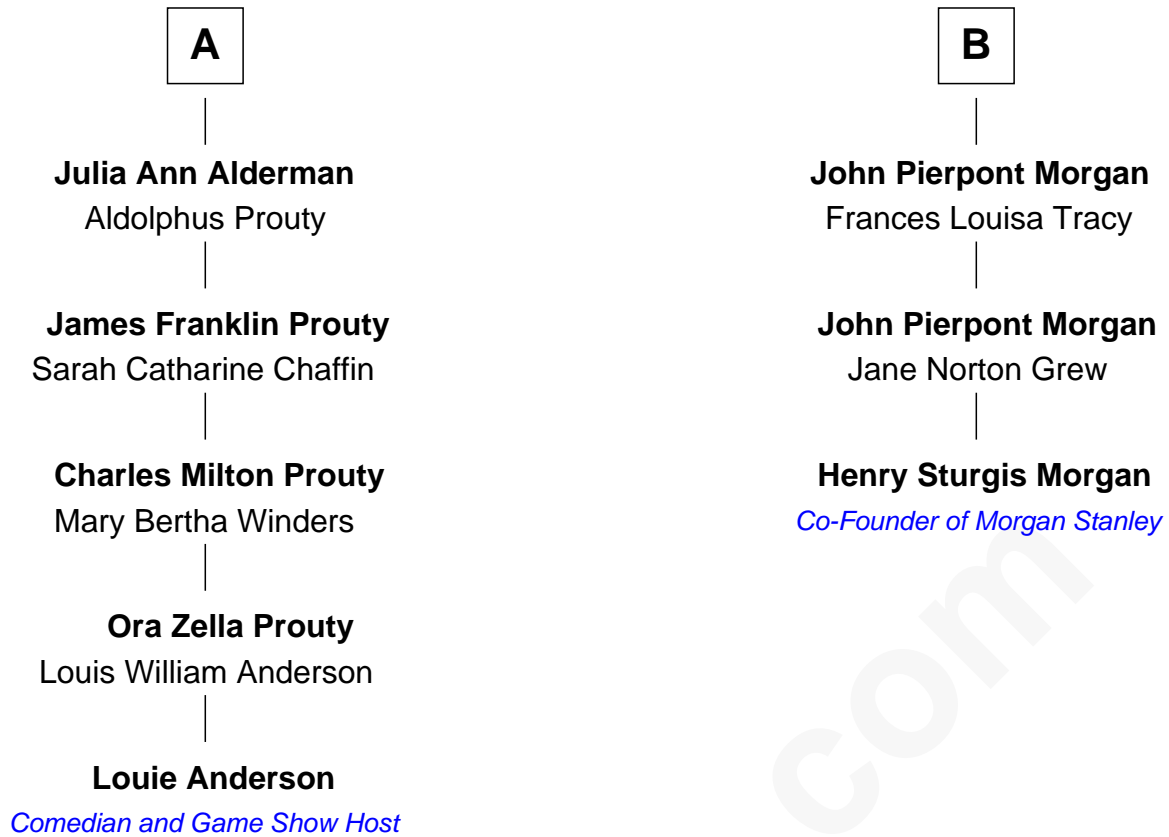 A
Julia Ann Alderman
Aldolphus Prouty
James Franklin Prouty
Sarah Catharine Chaffin
Charles Milton Prouty
Mary Bertha Winders
Ora Zella Prouty
Louis William Anderson
Louie Anderson
Comedian and Game Show Host
B
John Pierpont Morgan
Frances Louisa Tracy
John Pierpont Morgan
Jane Norton Grew
Henry Sturgis Morgan
Co-Founder of Morgan Stanley
com